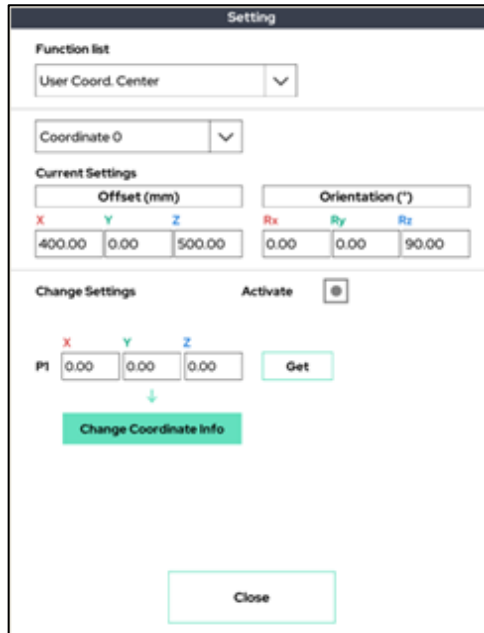 Setting
Function list
User Coord. Center
Coordinate 0
Current Settings
Offset (mm) Orientation (°)
X Y Z Rx Ry Rz
400.00 0.00 500.00 0.00 0.00 90.00
Change Settings Activate
X Y Z
P1 0.00 0.00 0.00 Get
Change Coordinate Info
Close